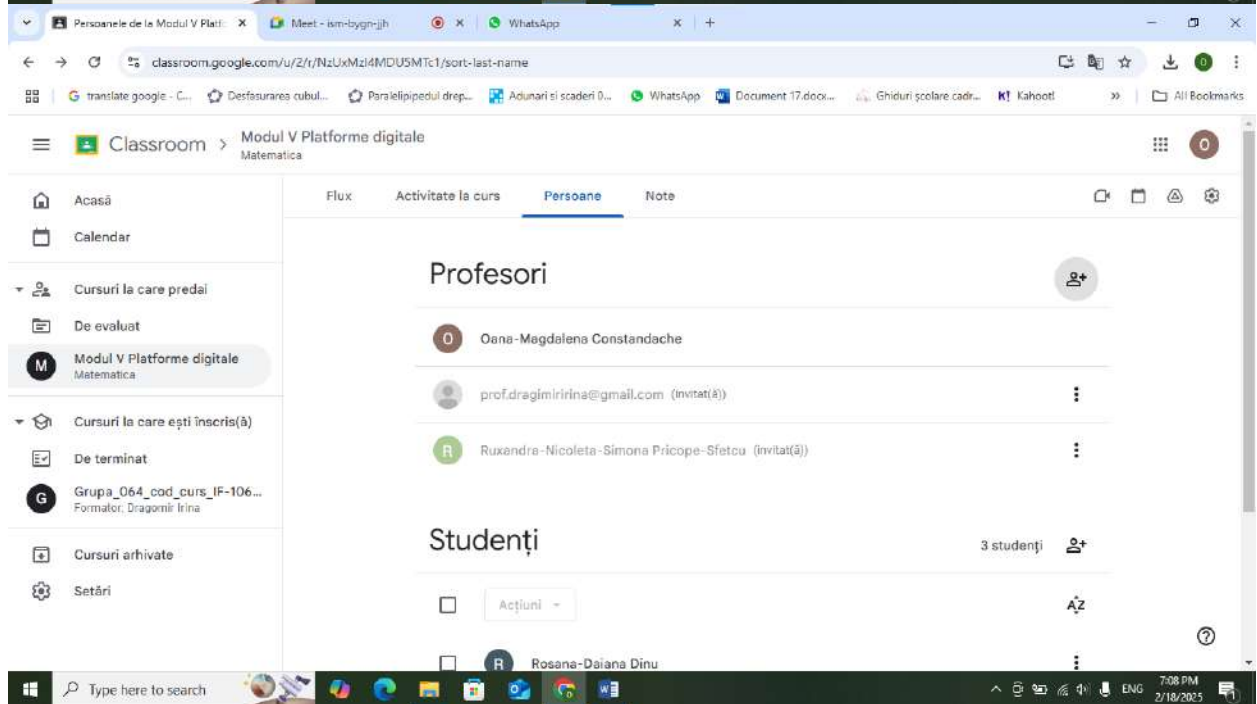 Persoanele de la Modul V Platf
Meet - ism-bygn-jjh
WhatsApp
classroom.google.com/u/2/r/NzUxMzI4MDU5MTc1/sort-last-name
translate google - C...
Desfasurarea cubul...
Paralelipipedul drep...
Adunari si scaderi 0...
WhatsApp
Document 17.docx...
Ghiduri școlare cadr...
K! Kahoot!
»
All Bookmarks
Classroom > Modul V Platforme digitale
Matematica
O
Acasă
Calendar
Cursuri la care predai
De evaluat
M Modul V Platforme digitale
Matematica
Cursuri la care ești înscris(ă)
De terminat
G Grupa_064_cod_curs_IF-106...
Formator: Dragomir Irina
Cursuri arhivate
Setări
Flux Activitate la curs Persoane Note
Profesori
O Oana-Magdalena Constandache
prof.dragimiririna@gmail.com (invitat(ă))
R Ruxandra-Nicoleta-Simona Pricope-Sfetcu (invitat(ă))
Studenți
3 studenți
Acțiuni
AZ
R Rosana-Daiana Dinu
Type here to search
ENG
7:08 PM
2/18/2025